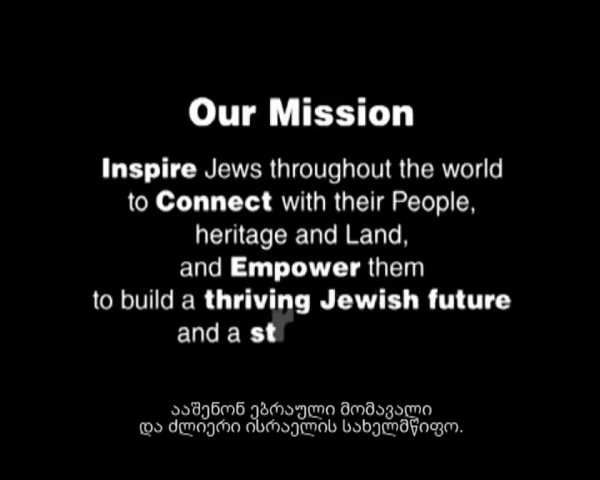 Our Mission
Inspire Jews throughout the world
to Connect with their People,
heritage and Land,
and Empower them
to build a thriving Jewish future
and a str
ააშენონ ებრაული მომავალი
და ძლიერი ისრაელის სახელმწიფო.